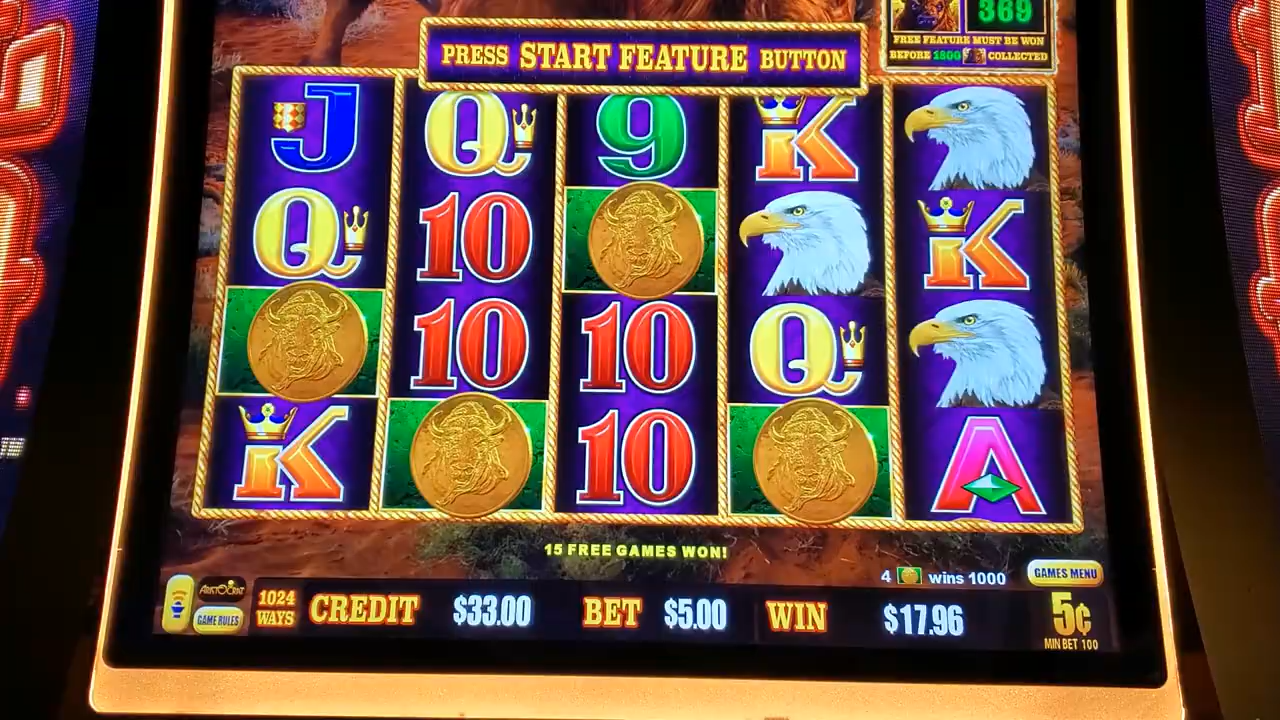 369
FREE FEATURE MUST BE WON
BEFORE 1800 COLLECTED
PRESS START FEATURE BUTTON
J Q 9 K
Q 10 K
10 10 Q
K 10 A
15 FREE GAMES WON!
4 wins 1000
GAMES MENU
ARISTOCRAT
GAME RULES
1024 WAYS
CREDIT $33.00 BET $5.00 WIN $17.96
5¢
MIN BET 100